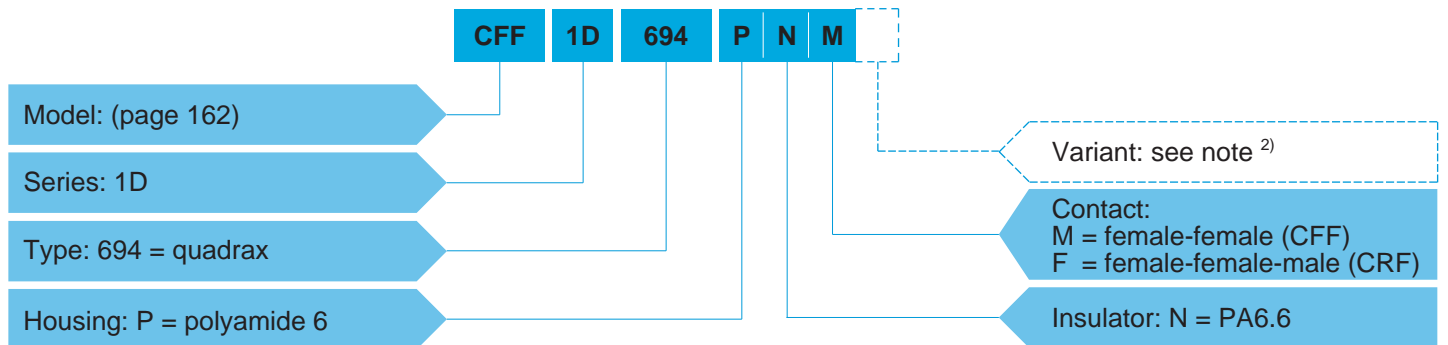 CFF 1D 694 P N M
Model: (page 162)
Series: 1D
Type: 694 = quadrax
Housing: P = polyamide 6
Variant: see note 2)
Contact:
M = female-female (CFF)
F = female-female-male (CRF)
Insulator: N = PA6.6